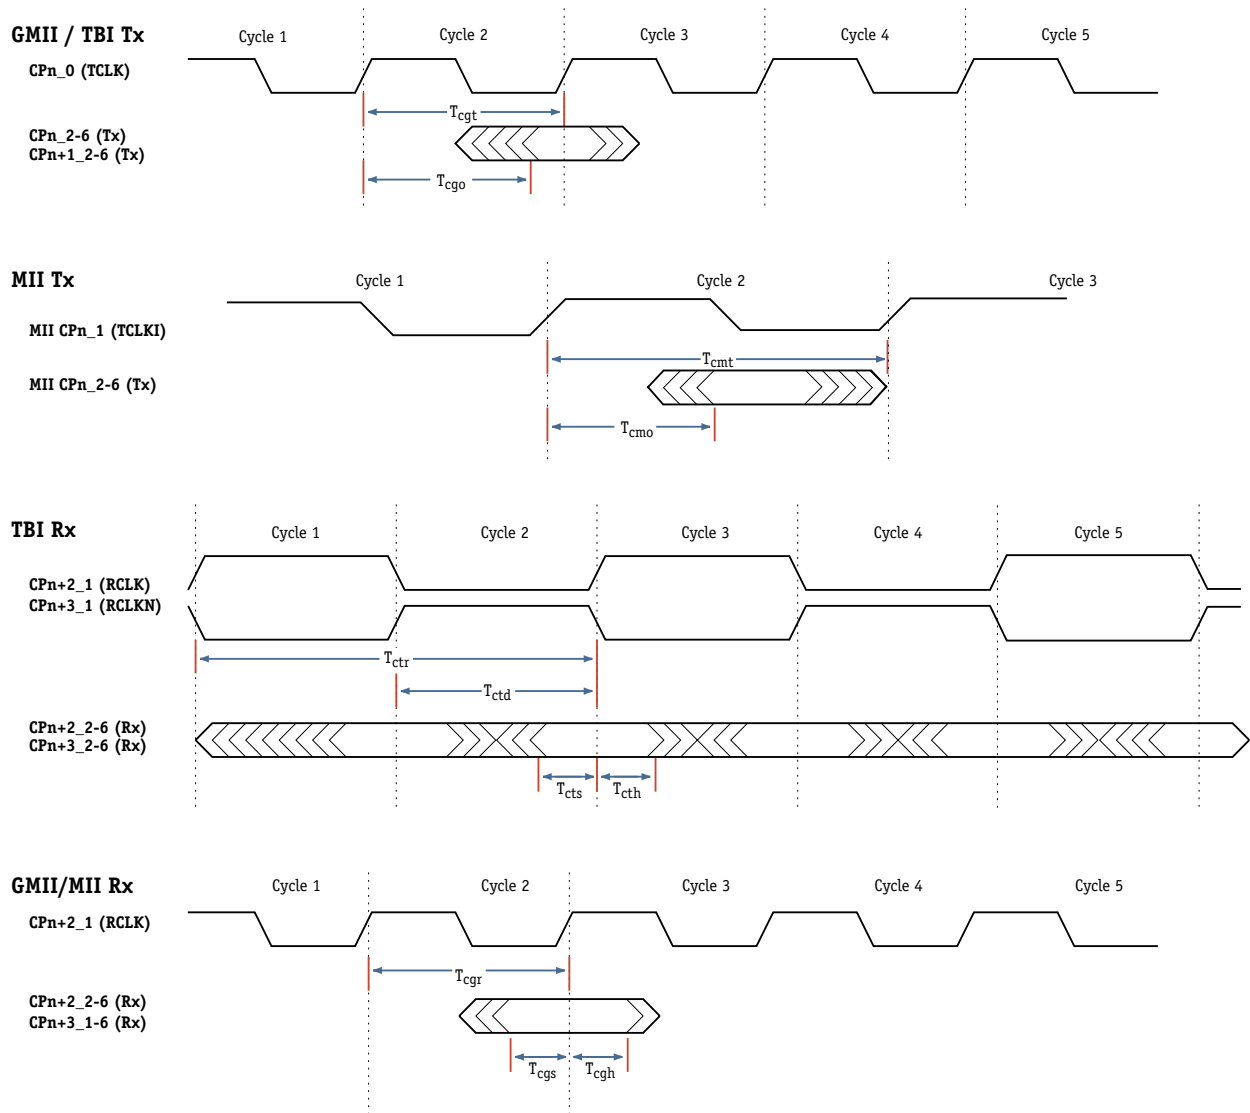 GMII / TBI Tx
Cycle 1
Cycle 2
Cycle 3
Cycle 4
Cycle 5
CPn_0 (TCLK)
Tcgt
CPn_2-6 (Tx)
CPn+1_2-6 (Tx)
Tcgo
MII Tx
Cycle 1
Cycle 2
Cycle 3
MII CPn_1 (TCLKI)
Tcmt
MII CPn_2-6 (Tx)
Tcmo
TBI Rx
Cycle 1
Cycle 2
Cycle 3
Cycle 4
Cycle 5
CPn+2_1 (RCLK)
CPn+3_1 (RCLKN)
Tctr
Tctd
CPn+2_2-6 (Rx)
CPn+3_2-6 (Rx)
Tcts
Tcth
GMII/MII Rx
Cycle 1
Cycle 2
Cycle 3
Cycle 4
Cycle 5
CPn+2_1 (RCLK)
Tcgr
CPn+2_2-6 (Rx)
CPn+3_1-6 (Rx)
Tcgs
Tcgh